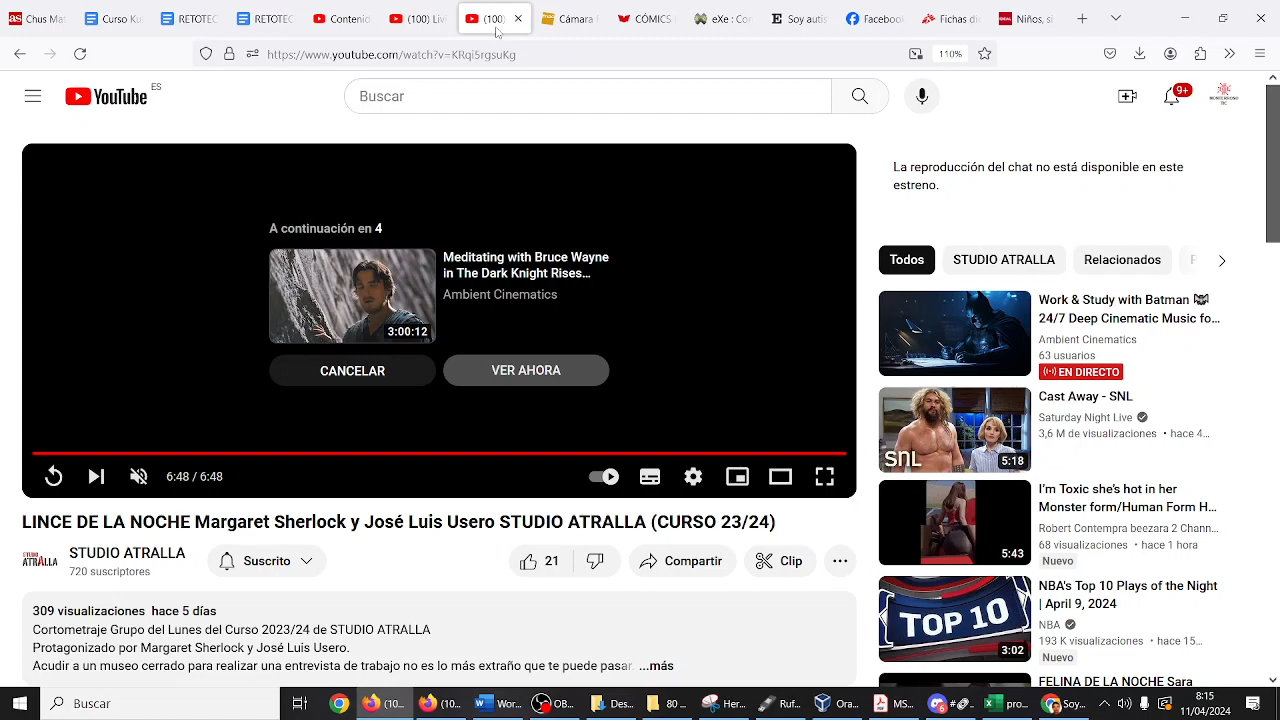 as Mas
Curso Ku
RETOTEC
RETOTEC
Contenid
(100) Liv
(100)
Cámar
CÓMICS
eXe : Co
Soy autis
Facebool
Fichas di
IDEAL Niños, s
https://www.youtube.com/watch?v=KRqi5rgsuKg
110%
YouTube ES
Buscar
9+
La reproducción del chat no está disponible en este
estreno.
A continuación en 4
Meditating with Bruce Wayne
in The Dark Knight Rises...
Ambient Cinematics
3:00:12
CANCELAR
VER AHORA
6:48 / 6:48
Todos
STUDIO ATRALLA
Relacionados
Work & Study with Batman 🦇
24/7 Deep Cinematic Music fo...
Ambient Cinematics
63 usuarios
EN DIRECTO
Cast Away - SNL
Saturday Night Live
3,6 M de visualizaciones • hace 4...
SNL
5:18
I'm Toxic she's hot in her
Monster form/Human Form H...
Robert Contempra beezara 2 Chann...
68 visualizaciones • hace 1 hora
Nuevo
5:43
NBA's Top 10 Plays of the Night
| April 9, 2024
NBA
193 K visualizaciones • hace 15...
Nuevo
TOP 10
3:02
FELINA DE LA NOCHE Sara
LINCE DE LA NOCHE Margaret Sherlock y José Luis Usero STUDIO ATRALLA (CURSO 23/24)
STUDIO ATRALLA
STUDIO ATRALLA
720 suscriptores
Suscrito
21
Compartir
Clip
309 visualizaciones hace 5 días
Cortometraje Grupo del Lunes del Curso 2023/24 de STUDIO ATRALLA
Protagonizado por Margaret Sherlock y José Luis Usero.
Acudir a un museo cerrado para realizar una entrevista de trabajo no es lo más extraño que te puede pasar. ...más
Buscar
(10...
(10...
Wo...
OB...
Des...
80 ...
Her...
Ruf...
Ora...
MS...
#...
pro...
Soy...
8:15
11/04/2024